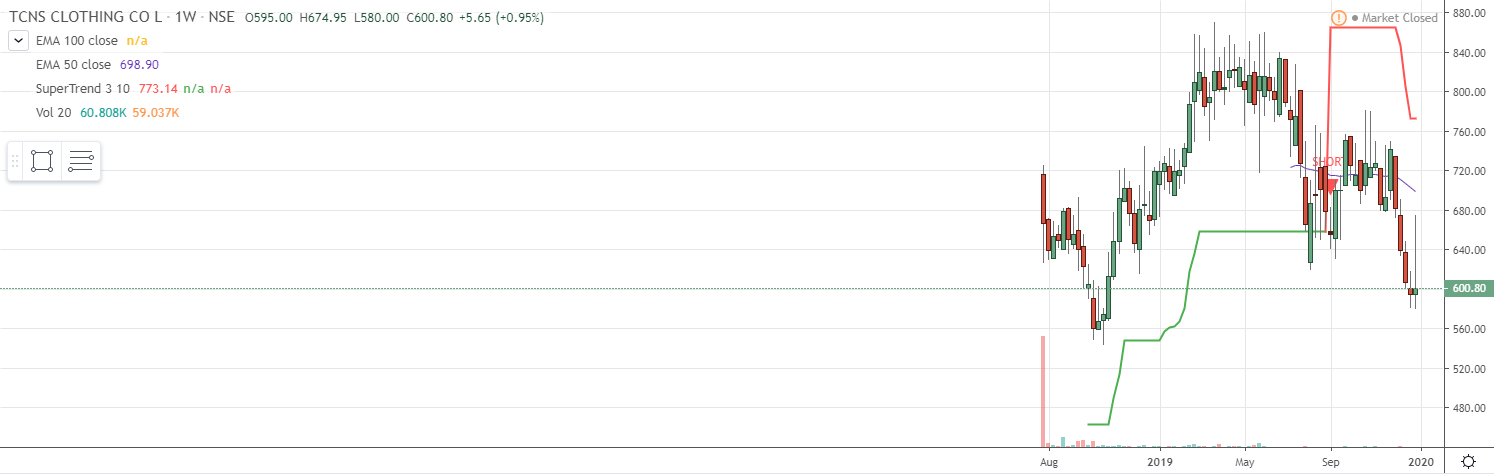 TCNS CLOTHING CO L · 1W · NSE O595.00 H674.95 L580.00 C600.80 +5.65 (+0.95%)
! Market Closed
EMA 100 close n/a
EMA 50 close 698.90
SuperTrend 3 10 773.14 n/a n/a
Vol 20 60.808K 59.037K
SHORT
880.00
840.00
800.00
760.00
720.00
680.00
640.00
600.80
560.00
520.00
480.00
Aug 2019 May Sep 2020